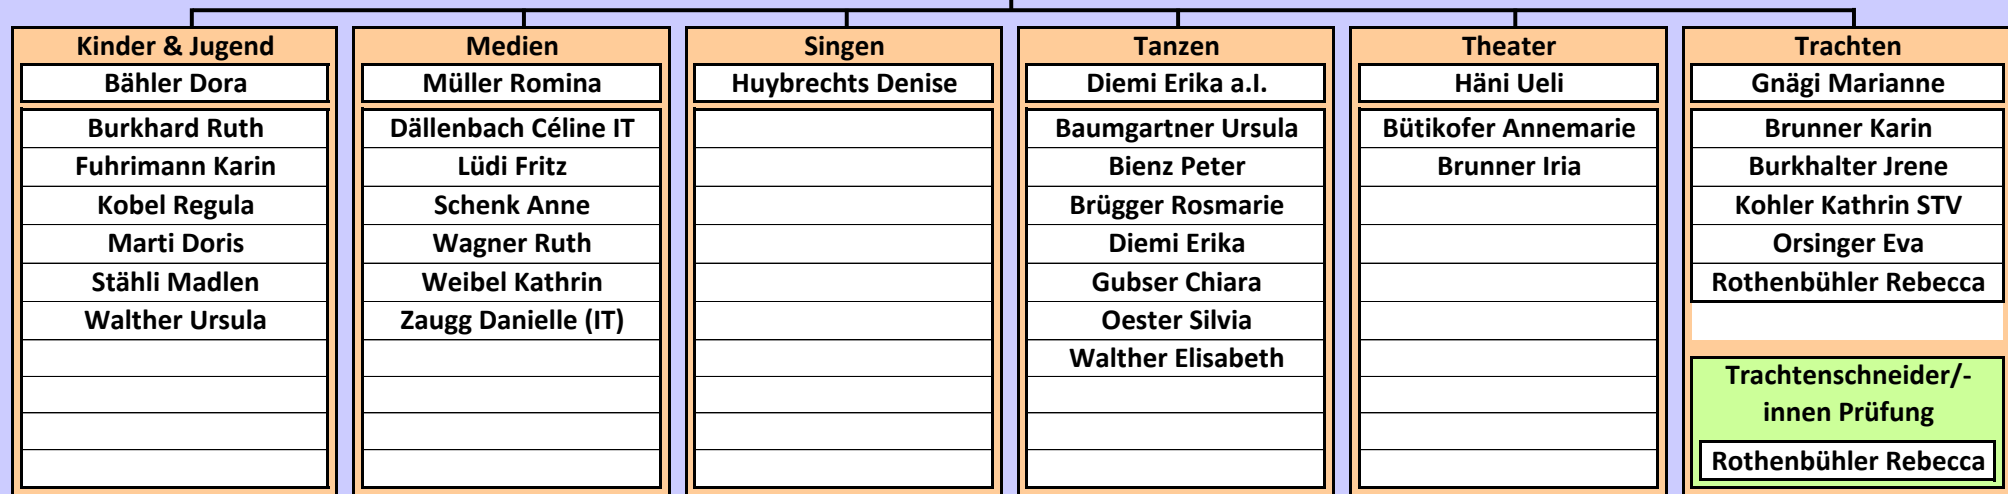 Kinder & Jugend
Bähler Dora
Burkhard Ruth
Fuhrimann Karin
Kobel Regula
Marti Doris
Stähli Madlen
Walther Ursula
Medien
Müller Romina
Dällenbach Céline IT
Lüdi Fritz
Schenk Anne
Wagner Ruth
Weibel Kathrin
Zaugg Danielle (IT)
Singen
Huybrechts Denise
Tanzen
Diemi Erika a.I.
Baumgartner Ursula
Bienz Peter
Brügger Rosmarie
Diemi Erika
Gubser Chiara
Oester Silvia
Walther Elisabeth
Theater
Häni Ueli
Bütikofer Annemarie
Brunner Iria
Trachten
Gnägi Marianne
Brunner Karin
Burkhalter Jrene
Kohler Kathrin STV
Orsinger Eva
Rothenbühler Rebecca
Trachtenschneider/-
innen Prüfung
Rothenbühler Rebecca